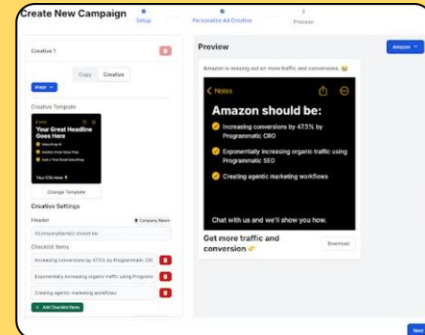 Create New Campaign
Setup
Personalize Ad Creative
Preview
Creative 1
Copy
Creative
Image
Creative Template
Notes
Your Great Headline Goes Here
Your CTA Here
Change Template
Creative Settings
Header
Company Name
should be:
Checklist Items
Increasing conversions by 47.5% by Programmatic CRO
Exponentially increasing organic traffic using Programm
Creating agentic marketing workflows
+ Add Checklist Items
Preview
Amazon
Amazon is missing out on more traffic and conversions. 😢
Notes
Amazon should be:
Increasing conversions by 47.5% by
Programmatic CRO
Exponentially increasing organic traffic using
Programmatic SEO
Creating agentic marketing workflows
Chat with us and we'll show you how.
Get more traffic and
conversion 👉
Download
Next